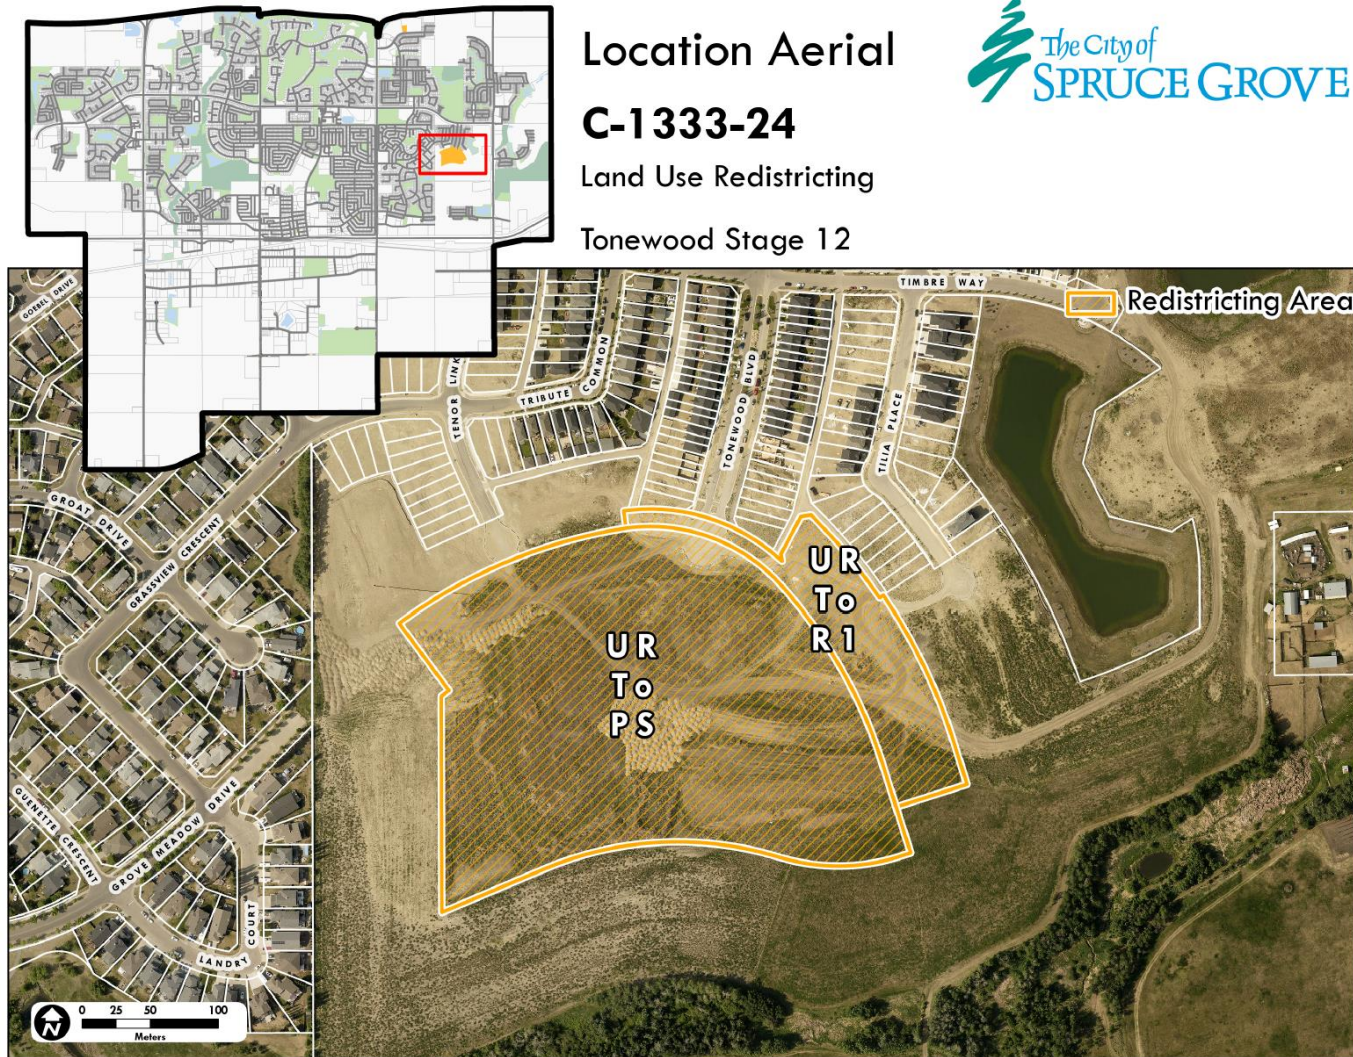 Location Aerial
C-1333-24
Land Use Redistricting
Tonewood Stage 12
The City of
SPRUCE GROVE
Redistricting Area
GOEBEL DRIVE
TIMBRE WAY
TENOR LINK
TRIBUTE COMMON
TONEWOOD BLVD
TILIA PLACE
GROAT DRIVE
GRASSVIEW CRESCENT
UR
To
R1
UR
To
PS
GUENETTE CRESCENT
GROVE MEADOW DRIVE
LANDRY COURT
N
0 25 50 100
Meters